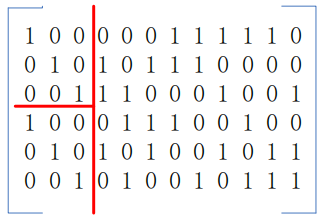 1 0 0 0 0 0 1 1 1 1 1 0
0 1 0 1 0 1 1 1 0 0 0 0
0 0 1 1 1 0 0 0 1 0 0 1
1 0 0 0 1 1 1 0 0 1 0 0
0 1 0 1 0 1 0 0 1 0 1 1
0 0 1 0 1 0 0 1 0 1 1 1